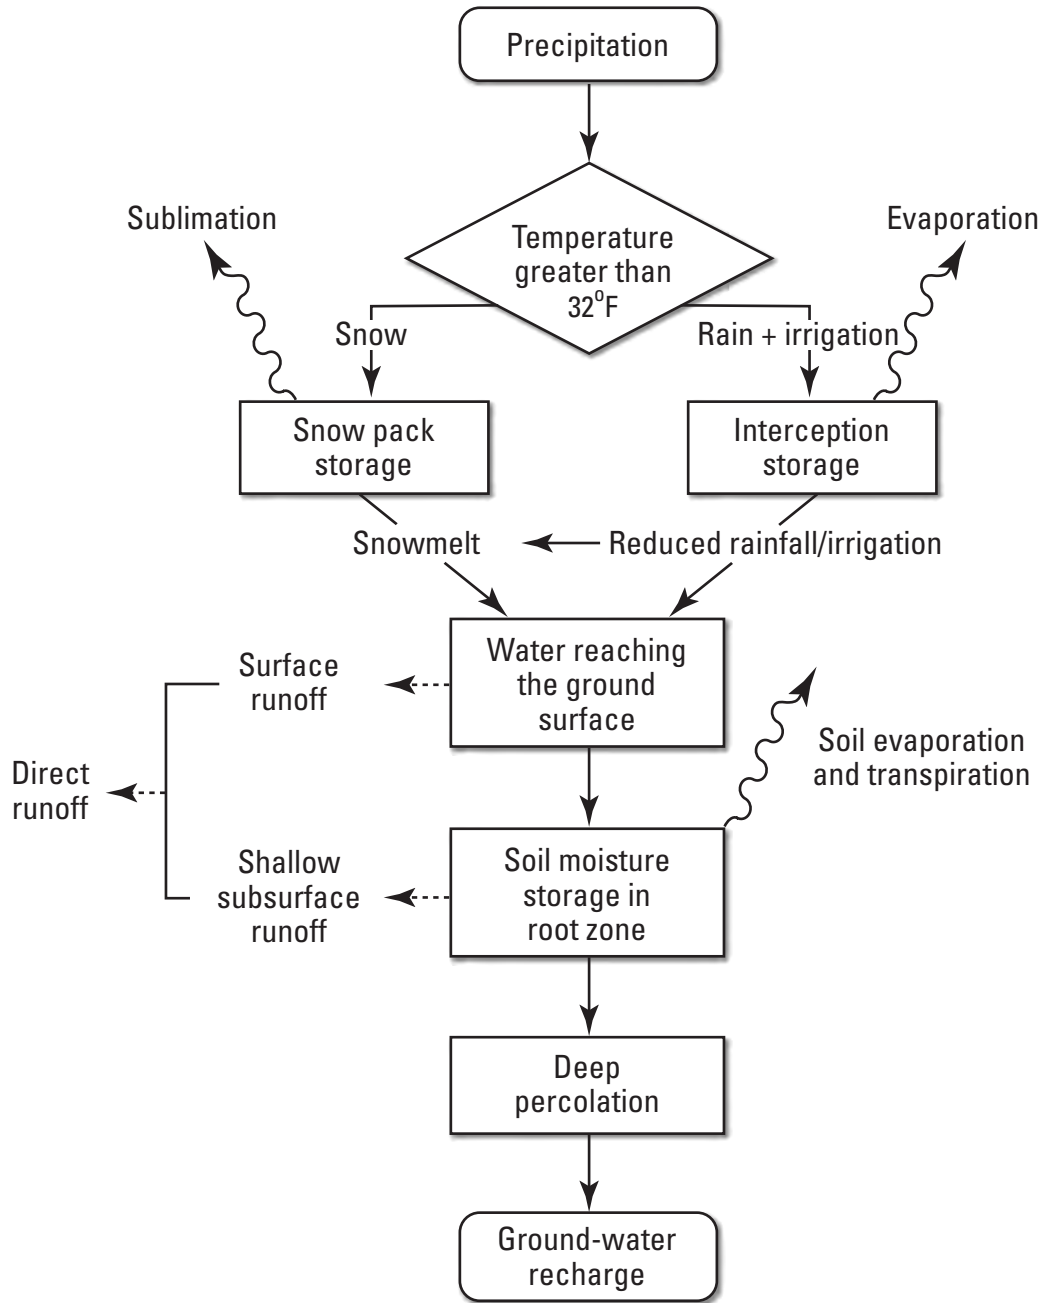 Precipitation
Sublimation
Evaporation
Temperature
greater than
32°F
Snow
Rain + irrigation
Snow pack
storage
Interception
storage
Snowmelt
Reduced rainfall/irrigation
Water reaching
the ground
surface
Surface
runoff
Soil evaporation
and transpiration
Direct
runoff
Shallow
subsurface
runoff
Soil moisture
storage in
root zone
Deep
percolation
Ground-water
recharge